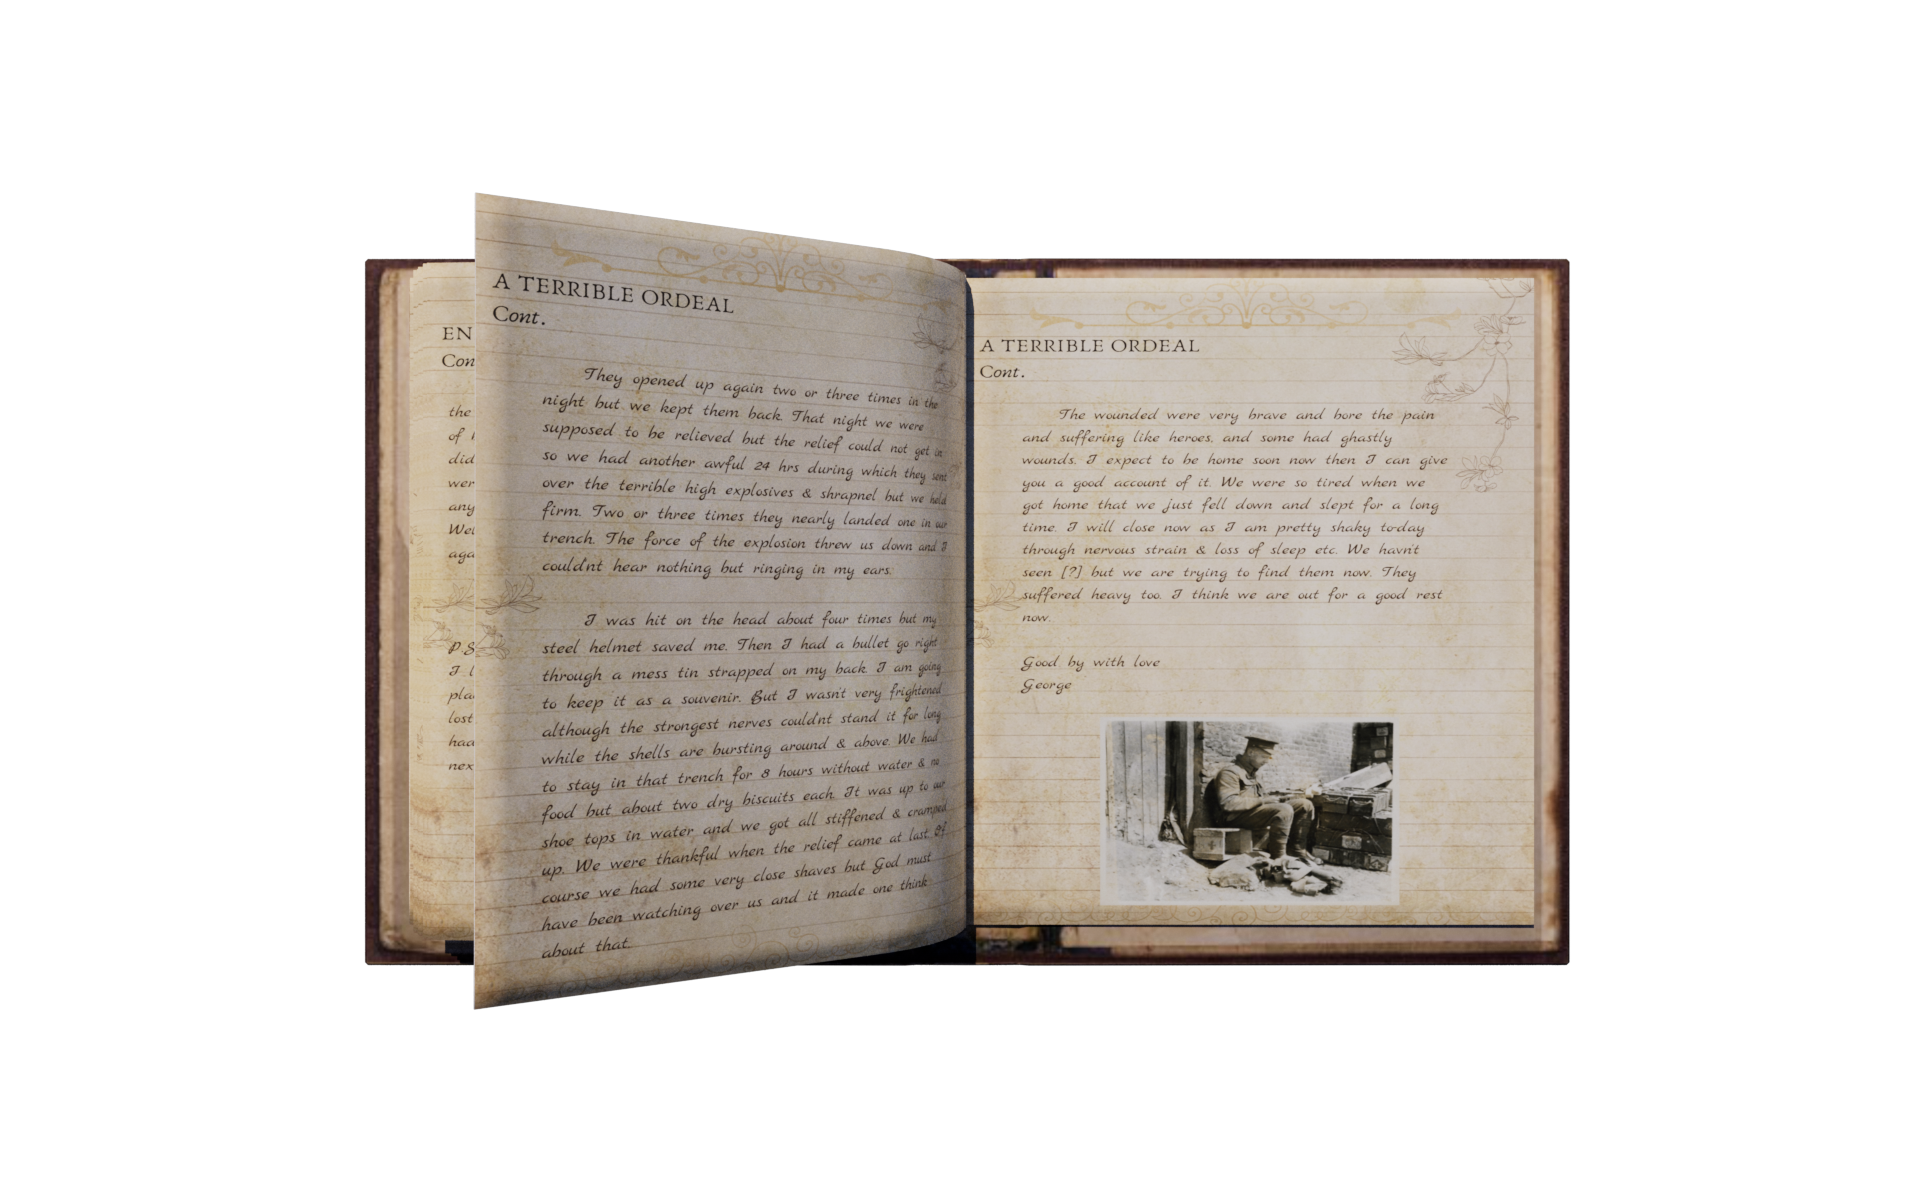 EN
Con
the
of
did
wer
any
Wel
aga
P.S
I l
pla
lost
had
nex
A TERRIBLE ORDEAL
Cont.
They opened up again two or three times in the
night but we kept them back. That night we were
supposed to be relieved but the relief could not get in
so we had another awful 24 hrs during which they sent
over the terrible high explosives & shrapnel but we held
firm. Two or three times they nearly landed one in our
trench. The force of the explosion threw us down and I
could'nt hear nothing but ringing in my ears.
I was hit on the head about four times but my
steel helmet saved me. Then I had a bullet go right
through a mess tin strapped on my back. I am going
to keep it as a souvenir. But I wasn't very frightened
although the strongest nerves could'nt stand it for long
while the shells are bursting around & above. We had
to stay in that trench for 8 hours without water & no
food but about two dry biscuits each. It was up to our
shoe tops in water and we got all stiffened & cramped
up. We were thankful when the relief came at last. Of
course we had some very close shaves but God must
have been watching over us and it made one think
about that.
A TERRIBLE ORDEAL
Cont.
The wounded were very brave and bore the pain
and suffering like heroes. and some had ghastly
wounds. I expect to be home soon now then I can give
you a good account of it. We were so tired when we
got home that we just fell down and slept for a long
time. I will close now as I am pretty shaky to-day
through nervous strain & loss of sleep etc. We hav'nt
seen [?] but we are trying to find them now. They
suffered heavy too. I think we are out for a good rest
now.
Good by with love
George